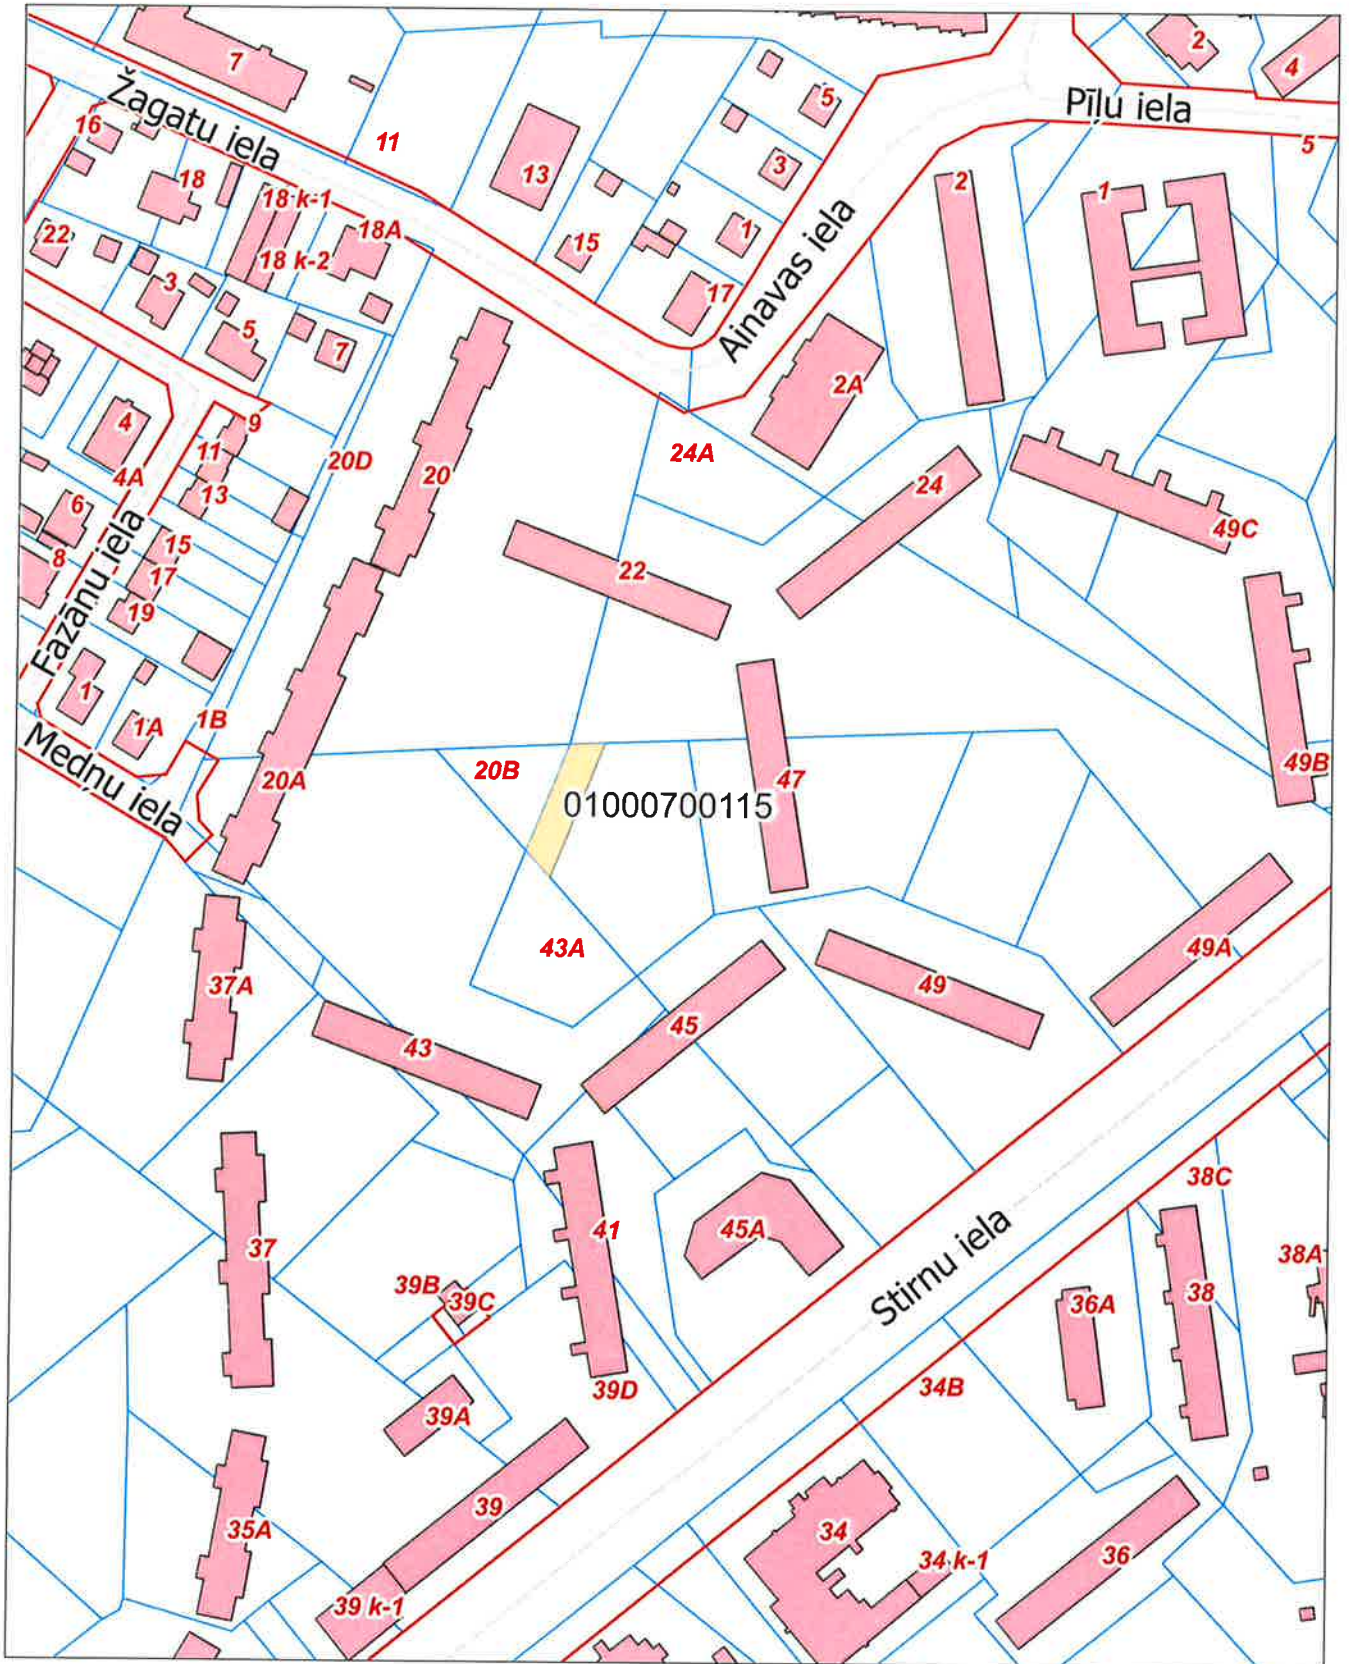 7
2
4
Žagatu iela
Pīļu iela
5
16
11
13
5
3
2
1
18
18 k-1
18A
22
18 k-2
15
1
Ainavas iela
3
17
5
7
2A
4
9
11
20D
20
24A
24
4A
13
49C
6
15
22
8
17
Fazānu iela
19
1
1A
1B
Medņu iela
20A
20B
47
49B
01000700115
43A
49A
37A
49
43
45
38C
37
41
45A
38A
Stirnu iela
39B
39C
36A
38
39D
34B
39A
39
35A
34
34 k-1
36
39 k-1